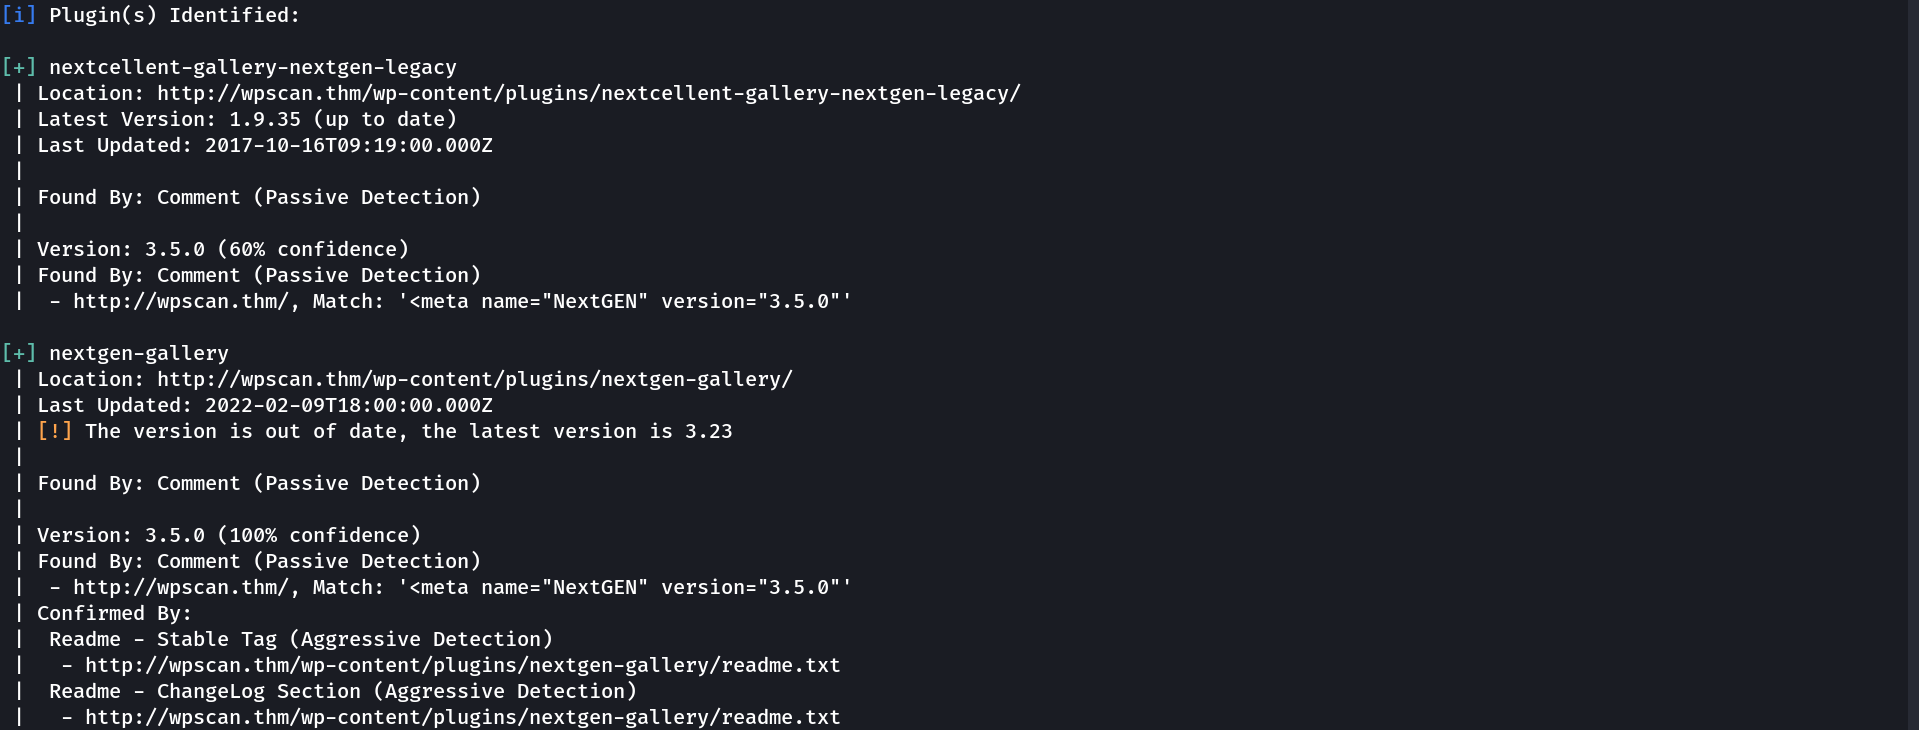 [i] Plugin(s) Identified:

[+] nextcellent-gallery-nextgen-legacy
 | Location: http://wpscan.thm/wp-content/plugins/nextcellent-gallery-nextgen-legacy/
 | Latest Version: 1.9.35 (up to date)
 | Last Updated: 2017-10-16T09:19:00.000Z
 |
 | Found By: Comment (Passive Detection)
 |
 | Version: 3.5.0 (60% confidence)
 | Found By: Comment (Passive Detection)
 |  - http://wpscan.thm/, Match: '<meta name="NextGEN" version="3.5.0"'

[+] nextgen-gallery
 | Location: http://wpscan.thm/wp-content/plugins/nextgen-gallery/
 | Last Updated: 2022-02-09T18:00:00.000Z
 | [!] The version is out of date, the latest version is 3.23
 |
 | Found By: Comment (Passive Detection)
 |
 | Version: 3.5.0 (100% confidence)
 | Found By: Comment (Passive Detection)
 |  - http://wpscan.thm/, Match: '<meta name="NextGEN" version="3.5.0"'
 | Confirmed By:
 |  Readme - Stable Tag (Aggressive Detection)
 |   - http://wpscan.thm/wp-content/plugins/nextgen-gallery/readme.txt
 |  Readme - ChangeLog Section (Aggressive Detection)
 |   - http://wpscan.thm/wp-content/plugins/nextgen-gallery/readme.txt